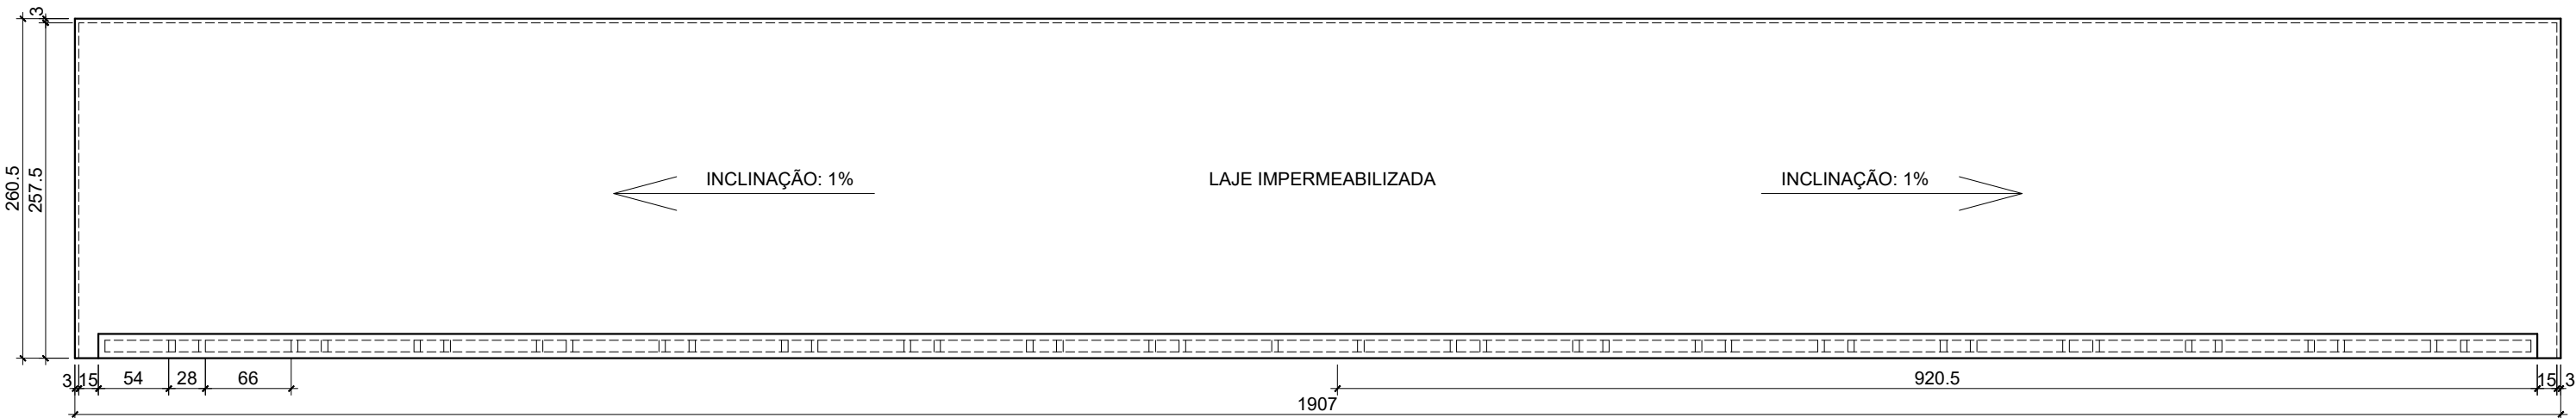 3
260.5
257.5
INCLINAÇÃO: 1%
LAJE IMPERMEABILIZADA
INCLINAÇÃO: 1%
3 15 54 28 66
920.5 15 3
1907